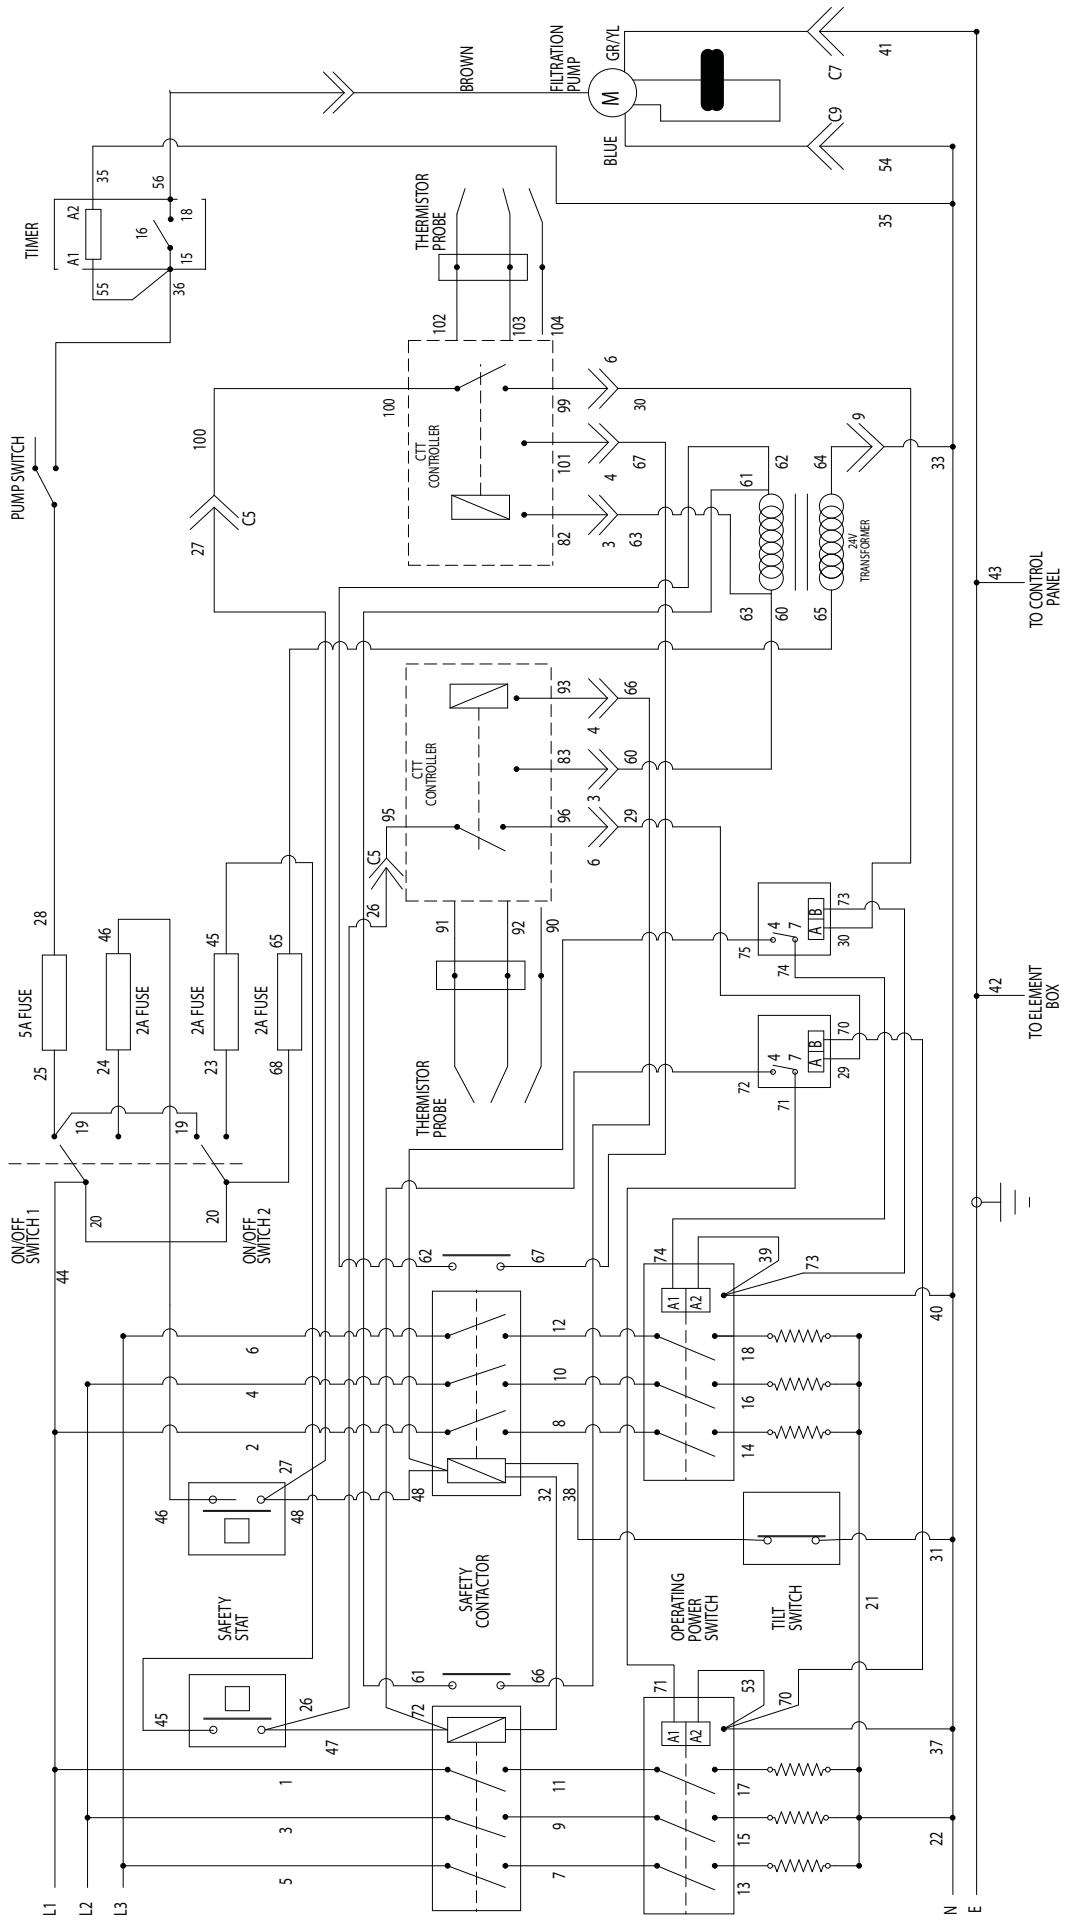 L1
L2
L3
44
ON/OFF
SWITCH 1
20
19
25
5A FUSE
28
PUMP SWITCH
TIMER
24
2A FUSE
46
ON/OFF
SWITCH 2
20
19
23
2A FUSE
45
68
2A FUSE
65
A1
A2
55
35
16
15
18
36
56
BROWN
FILTRATION
PUMP
M
BLUE
GR/YL
C9
C7
54
41
5
3
1
45
47
26
SAFETY
STAT
46
48
27
2
4
6
27
C5
100
100
26
C5
95
72
61
66
SAFETY
CONTACTOR
48
32
38
62
67
THERMISTOR
PROBE
91
92
90
CTT
CONTROLLER
96
83
93
6
3
4
29
60
66
CTT
CONTROLLER
82
101
99
3
4
6
63
67
30
102
103
104
THERMISTOR
PROBE
7
9
11
8
10
12
A1
A2
71
53
70
OPERATING
POWER
SWITCH
A1
A2
74
39
73
13
15
17
14
16
18
TILT
SWITCH
72
71
4
7
A
B
29
70
75
74
4
7
A
B
30
73
63
60
61
62
65
64
24V
TRANSFORMER
9
33
35
21
22
37
31
40
N
E
42
TO ELEMENT
BOX
43
TO CONTROL
PANEL